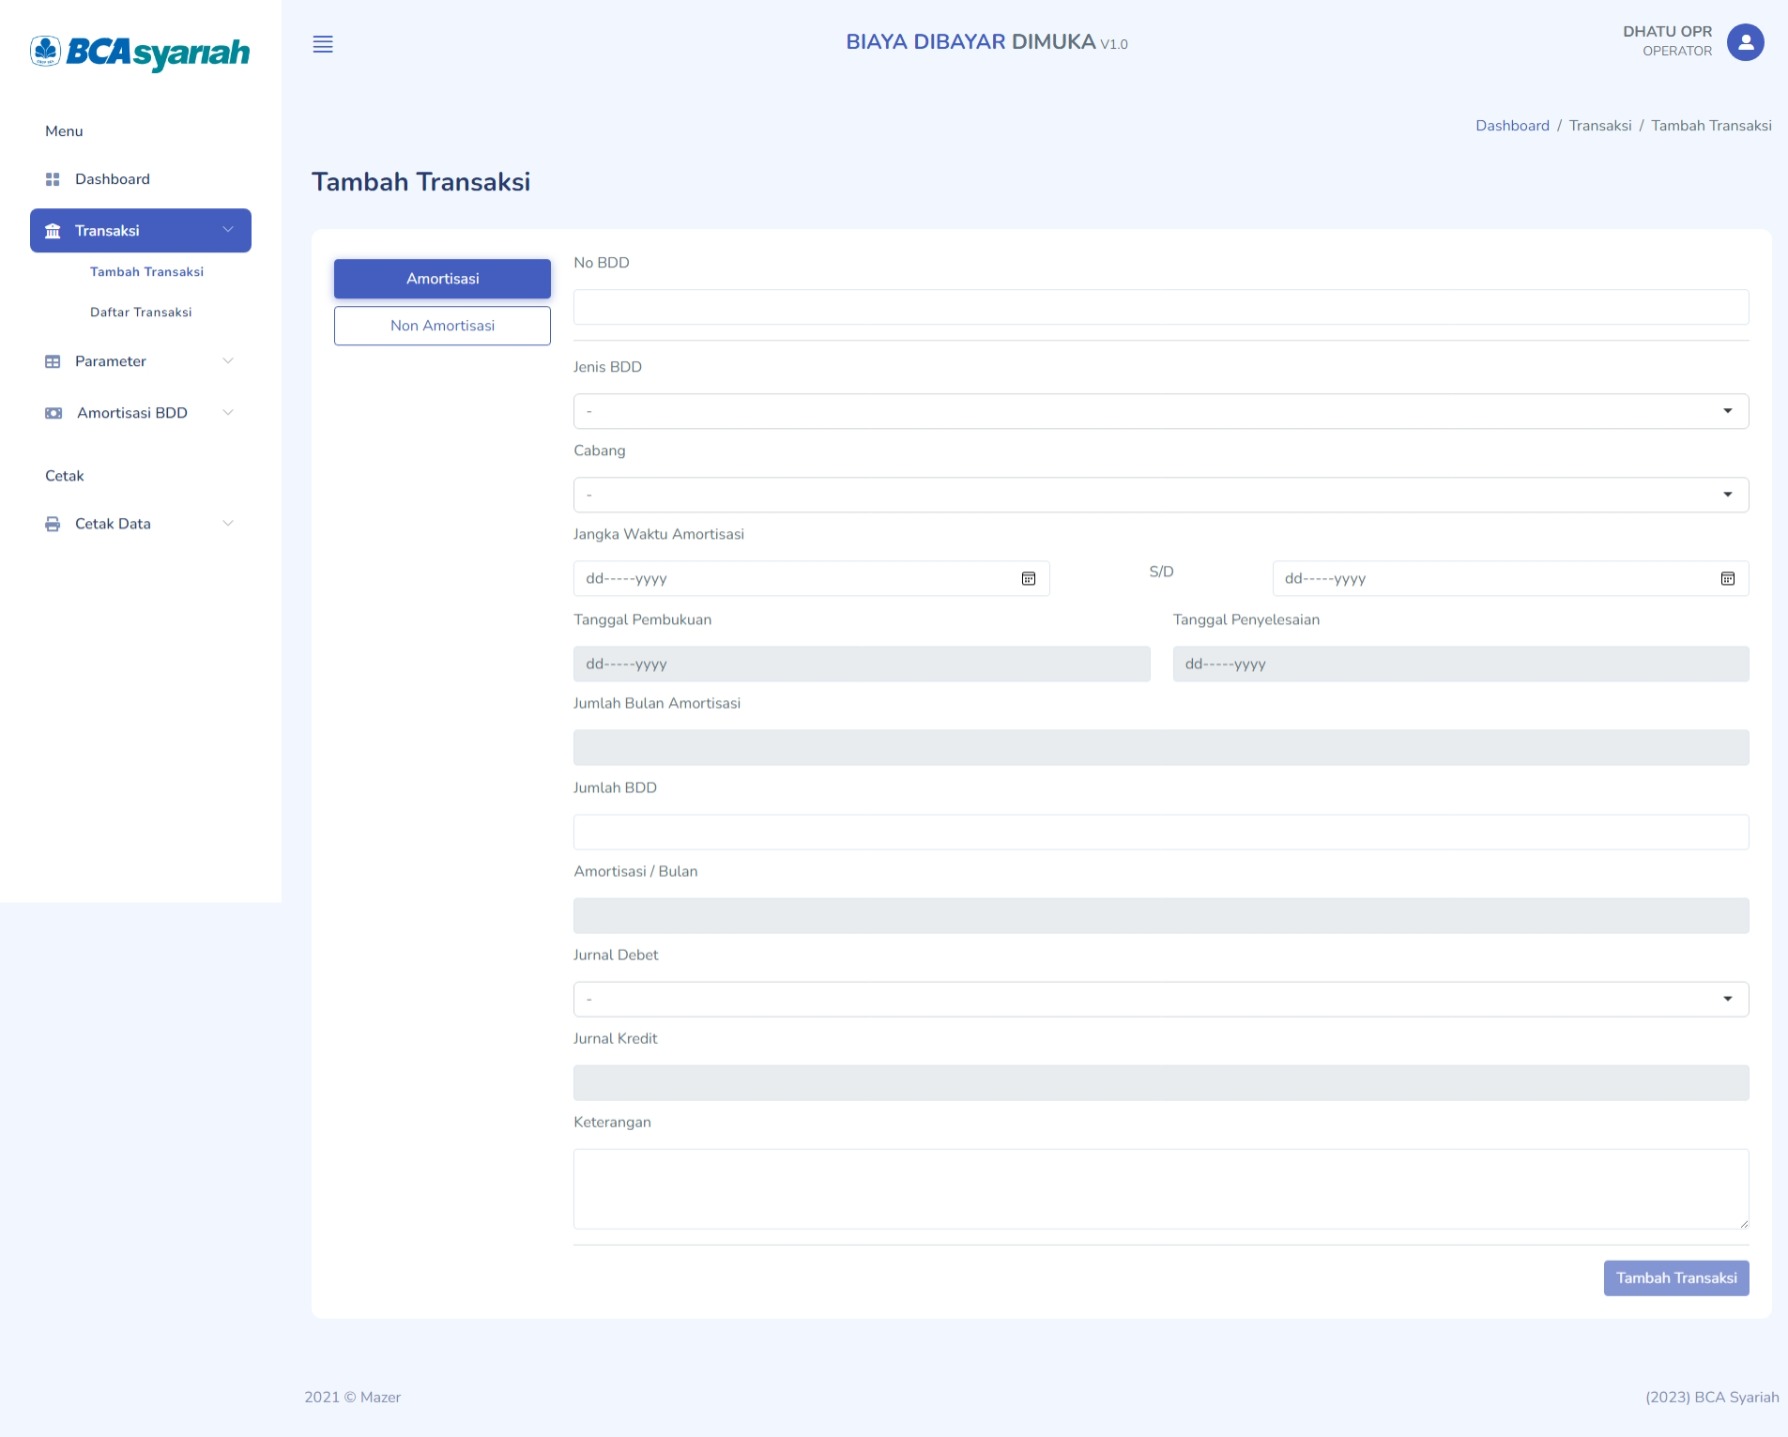 BCA syariah
BIAYA DIBAYAR DIMUKA V1.0
DHATU OPR
OPERATOR
Menu
Dashboard
Transaksi
Tambah Transaksi
Daftar Transaksi
Parameter
Amortisasi BDD
Cetak
Cetak Data
Dashboard / Transaksi / Tambah Transaksi
Tambah Transaksi
Amortisasi
Non Amortisasi
No BDD
Jenis BDD
-
Cabang
-
Jangka Waktu Amortisasi
dd-----yyyy S/D dd-----yyyy
Tanggal Pembukuan Tanggal Penyelesaian
dd-----yyyy dd-----yyyy
Jumlah Bulan Amortisasi
Jumlah BDD
Amortisasi / Bulan
Jurnal Debet
-
Jurnal Kredit
Keterangan
Tambah Transaksi
2021 © Mazer (2023) BCA Syariah